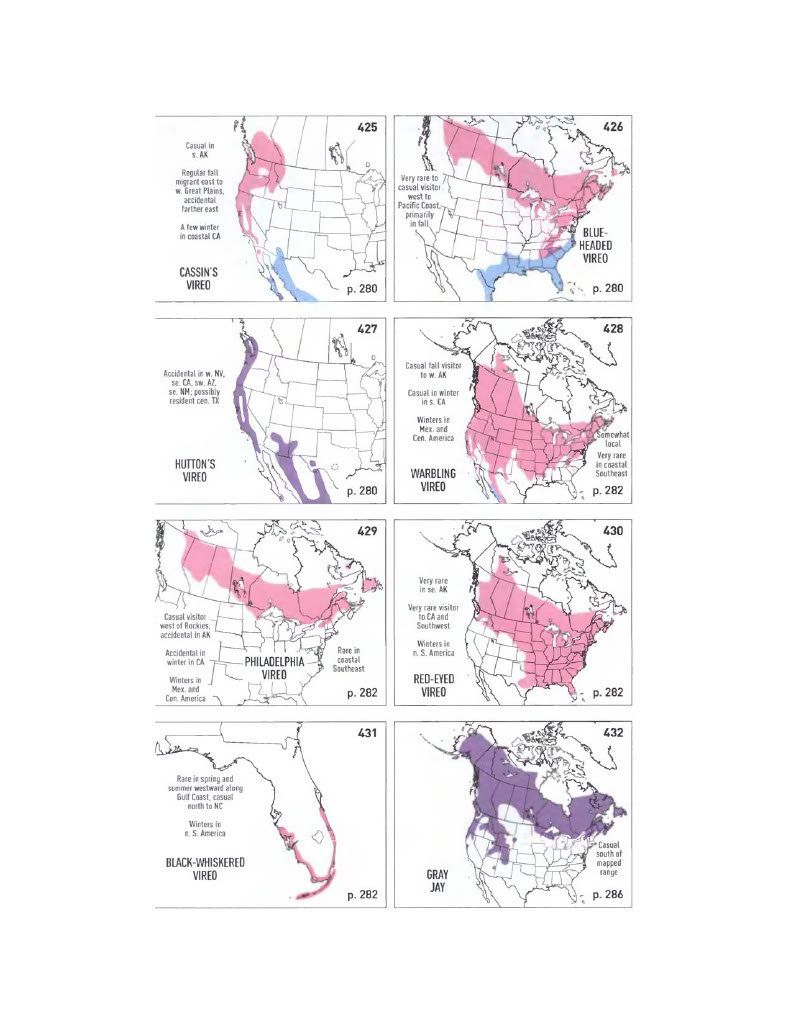 425
Casual in
s. AK
Regular fall
migrant east to
w. Great Plains,
accidental
farther east
A few winter
in coastal CA
CASSIN'S
VIREO
p. 280
426
Very rare to
casual visitor
west to
Pacific Coast,
primarily
in fall
BLUE-
HEADED
VIREO
p. 280
427
Accidental in w. NV,
se. CA, sw. AZ,
se. NM; possibly
resident cen. TX
HUTTON'S
VIREO
p. 280
428
Casual fall visitor
to w. AK
Casual in winter
in s. CA
Winters in
Mex. and
Cen. America
Somewhat
local
Very rare
in coastal
Southeast
WARBLING
VIREO
p. 282
429
Casual visitor
west of Rockies,
accidental in AK
Accidental in
winter in CA
Winters in
Mex. and
Cen. America
PHILADELPHIA
VIREO
Rare in
coastal
Southeast
p. 282
430
Very rare
in se. AK
Very rare visitor
to CA and
Southwest
Winters in
n. S. America
RED-EYED
VIREO
p. 282
431
Rare in spring and
summer westward along
Gulf Coast, casual
north to NC
Winters in
n. S. America
BLACK-WHISKERED
VIREO
p. 282
432
Casual
south of
mapped
range
GRAY
JAY
p. 286